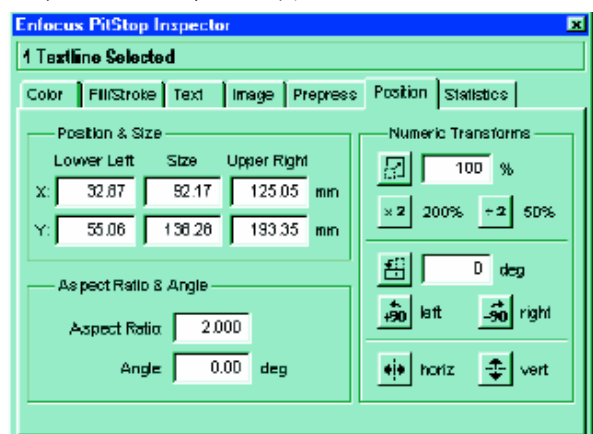 Enfocus PitStop Inspector
1 Textline Selected
Color Fill/Stroke Text Image Prepress Position Statistics
Position & Size
Lower Left Size Upper Right
X: 32.87 92.17 125.05 mm
Y: 55.06 138.28 193.35 mm
Aspect Ratio & Angle
Aspect Ratio: 2.000
Angle: 0.00 deg
Numeric Transforms
100 %
×2 200% ÷2 50%
0 deg
+90 left -90 right
horiz vert